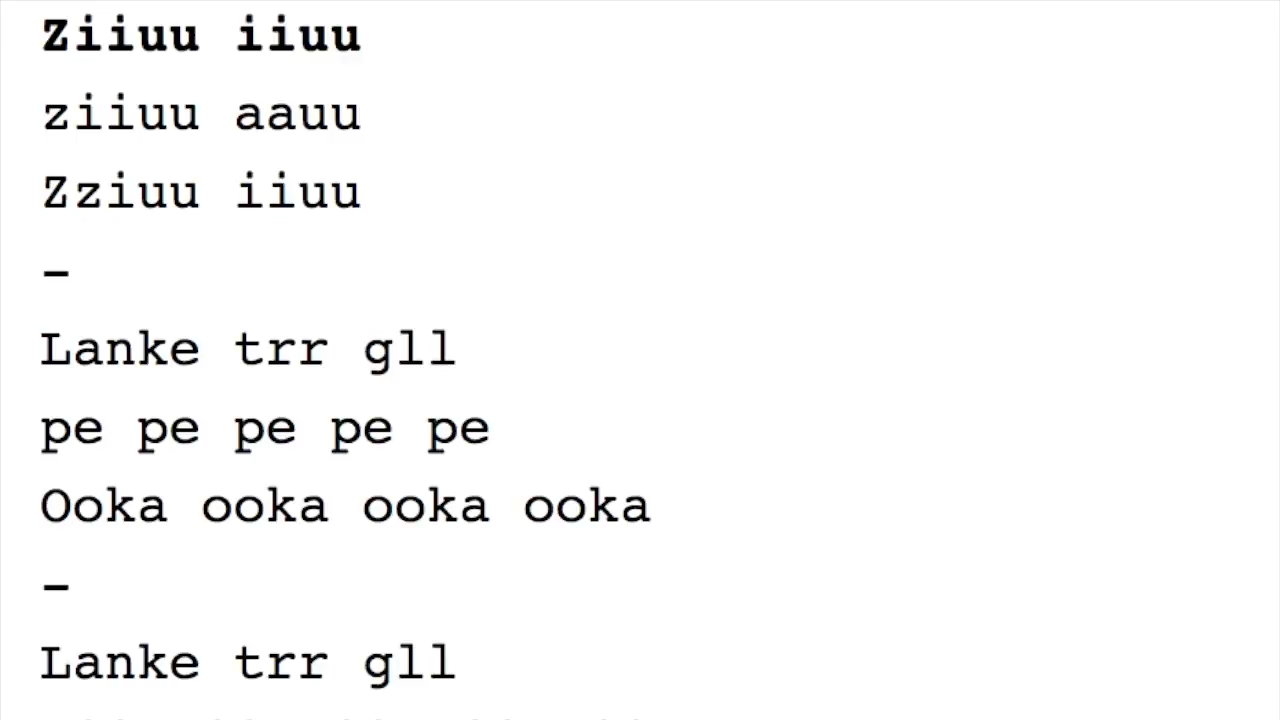 Ziiuu iiuu
ziiuu aauu
Zziuu iiuu
–
Lanke trr gll
pe pe pe pe pe
Ooka ooka ooka ooka
–
Lanke trr gll